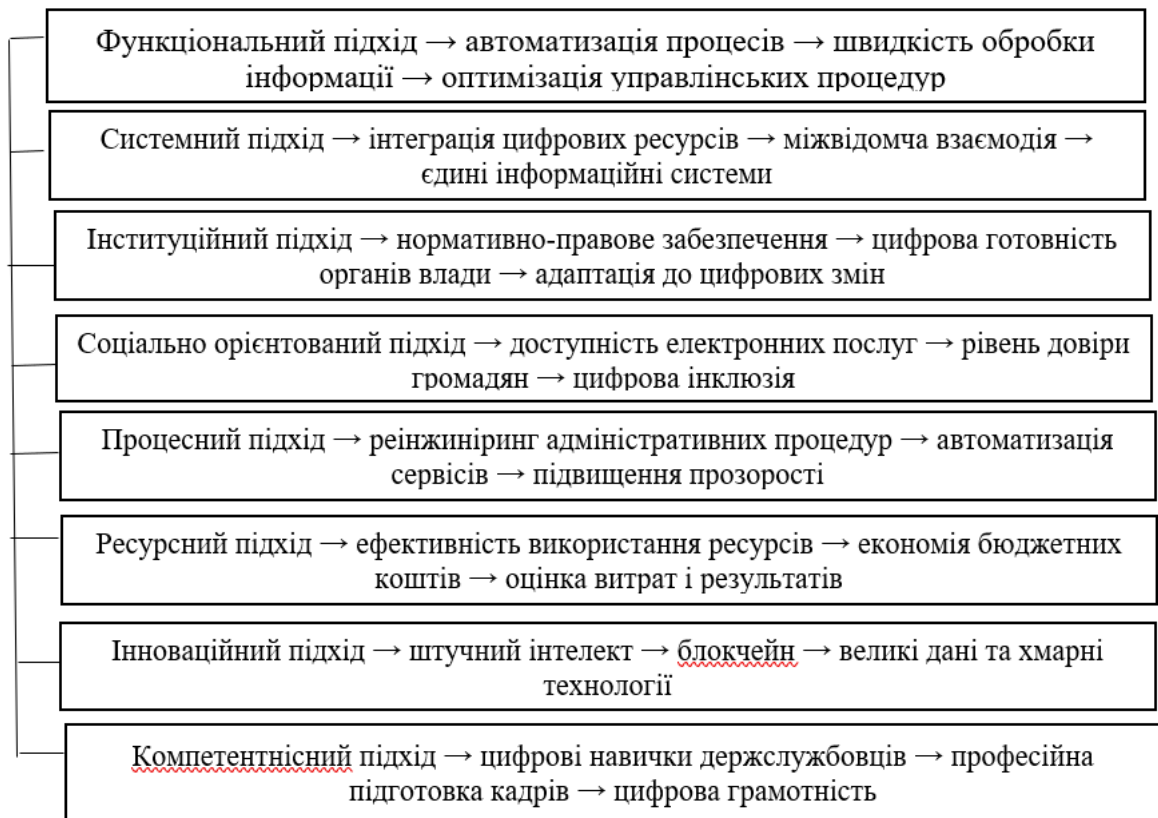 Функціональний підхід → автоматизація процесів → швидкість обробки
інформації → оптимізація управлінських процедур
Системний підхід → інтеграція цифрових ресурсів → міжвідомча взаємодія →
єдині інформаційні системи
Інституційний підхід → нормативно-правове забезпечення → цифрова готовність
органів влади → адаптація до цифрових змін
Соціально орієнтований підхід → доступність електронних послуг → рівень довіри
громадян → цифрова інклюзія
Процесний підхід → реінжиніринг адміністративних процедур → автоматизація
сервісів → підвищення прозорості
Ресурсний підхід → ефективність використання ресурсів → економія бюджетних
коштів → оцінка витрат і результатів
Інноваційний підхід → штучний інтелект → блокчейн → великі дані та хмарні
технології
Компетентнісний підхід → цифрові навички держслужбовців → професійна
підготовка кадрів → цифрова грамотність